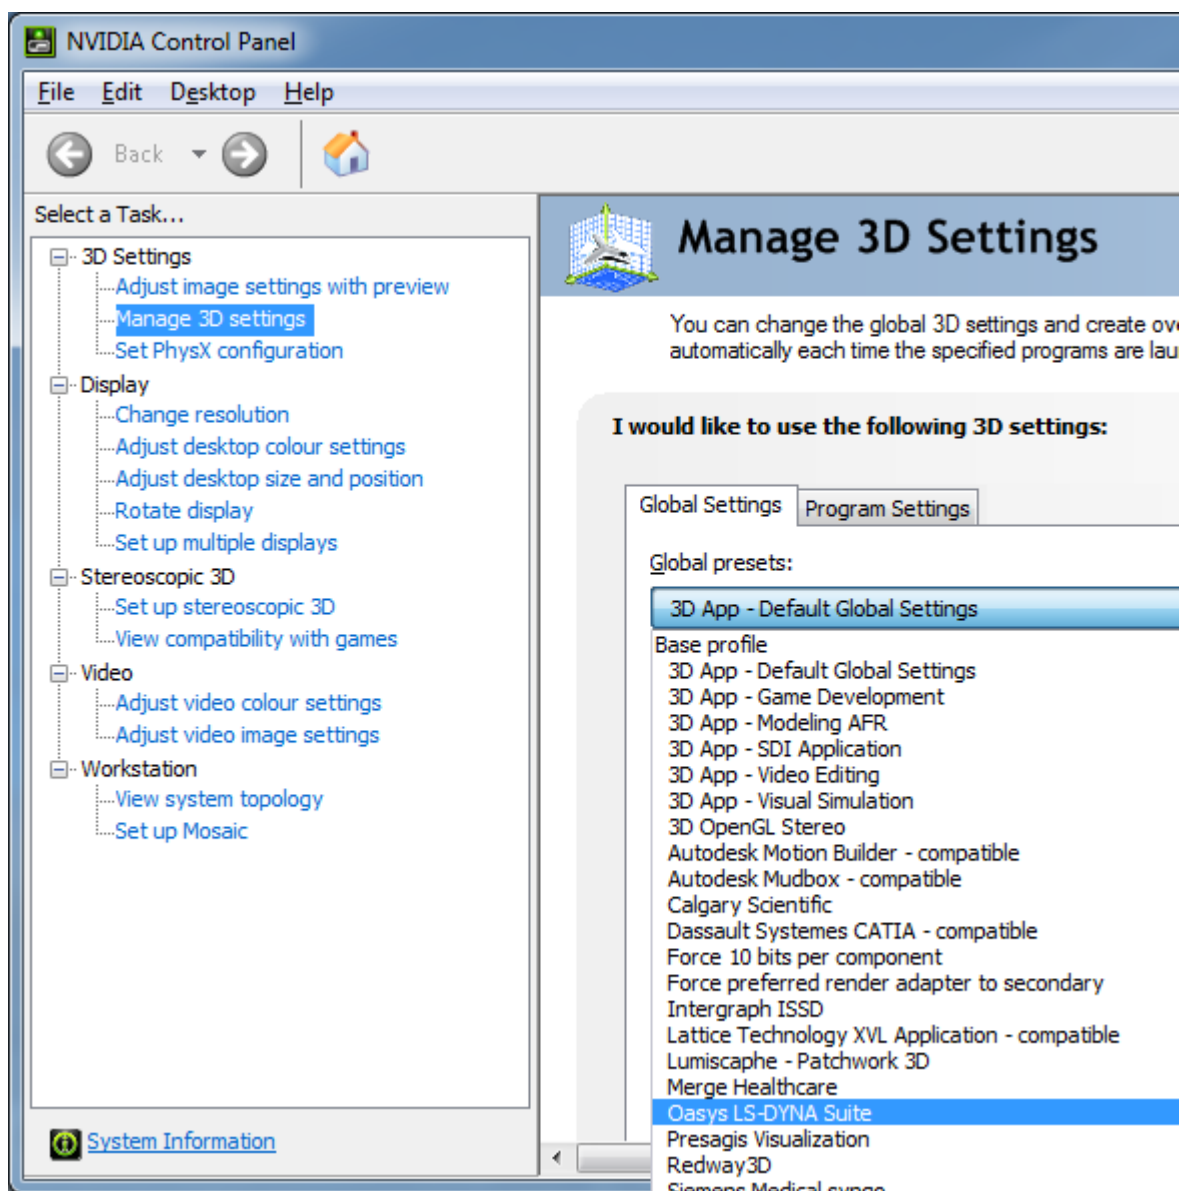 NVIDIA Control Panel
File Edit Desktop Help
Back
Select a Task...
3D Settings
Adjust image settings with preview
Manage 3D settings
Set PhysX configuration
Display
Change resolution
Adjust desktop colour settings
Adjust desktop size and position
Rotate display
Set up multiple displays
Stereoscopic 3D
Set up stereoscopic 3D
View compatibility with games
Video
Adjust video colour settings
Adjust video image settings
Workstation
View system topology
Set up Mosaic
System Information
Manage 3D Settings
You can change the global 3D settings and create
automatically each time the specified programs are
I would like to use the following 3D settings:
Global Settings Program Settings
Global presets:
3D App - Default Global Settings
Base profile
3D App - Default Global Settings
3D App - Game Development
3D App - Modeling AFR
3D App - SDI Application
3D App - Video Editing
3D App - Visual Simulation
3D OpenGL Stereo
Autodesk Motion Builder - compatible
Autodesk Mudbox - compatible
Calgary Scientific
Dassault Systemes CATIA - compatible
Force 10 bits per component
Force preferred render adapter to secondary
Intergraph ISSD
Lattice Technology XVL Application - compatible
Lumiscaphe - Patchwork 3D
Merge Healthcare
Oasys LS-DYNA Suite
Presagis Visualization
Redway3D
Siemens Medical syngo